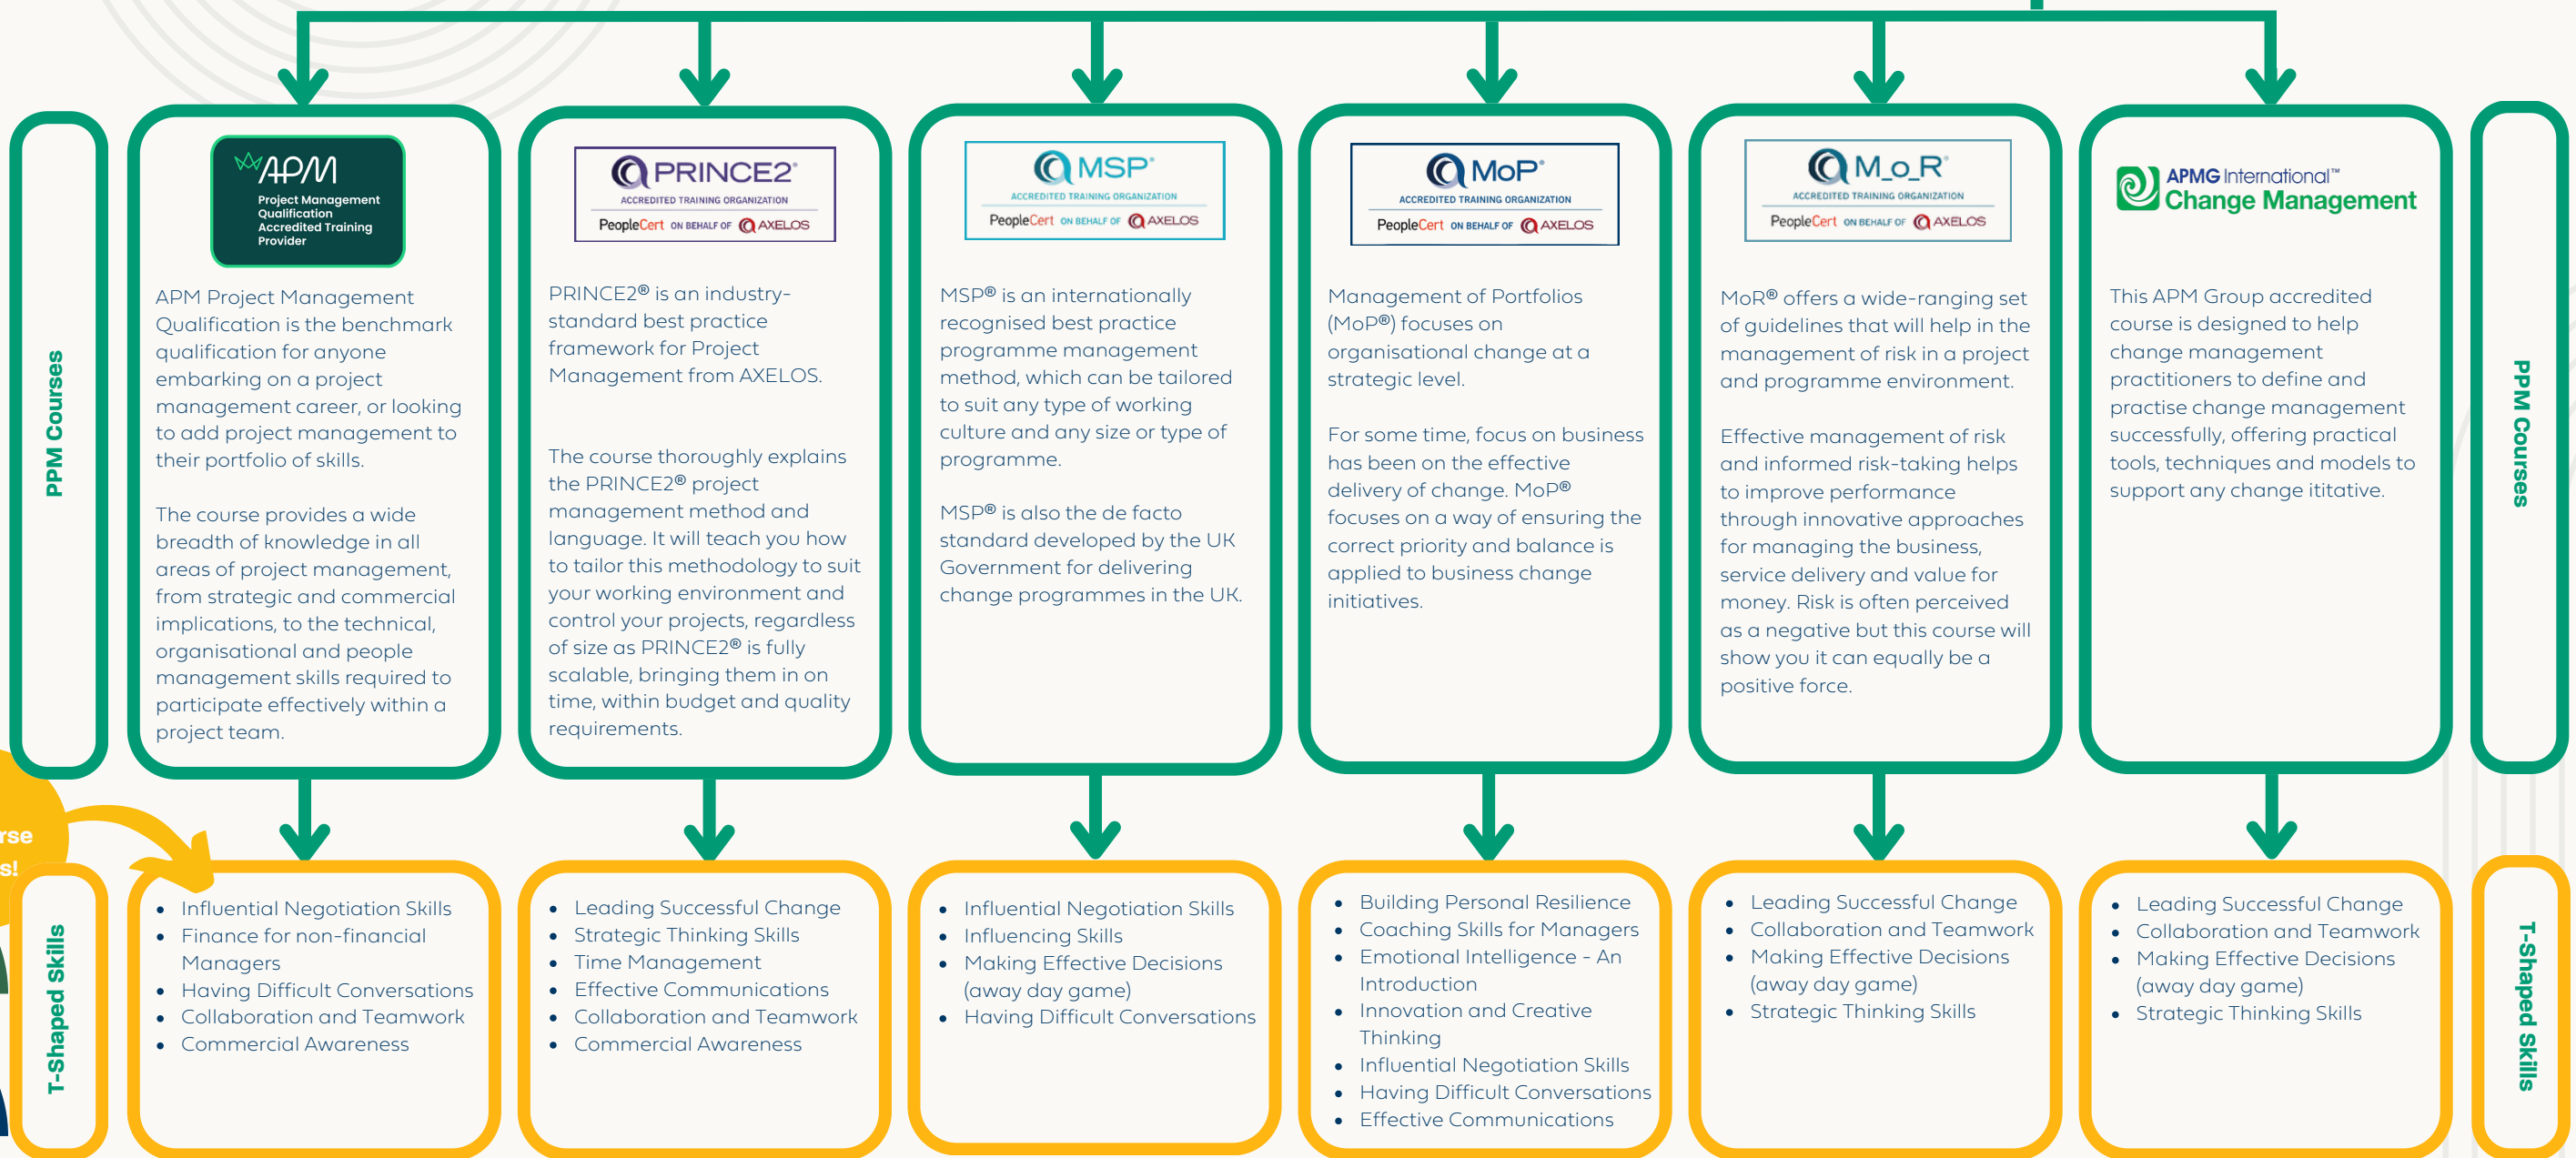 PPM Courses
APM
Project Management
Qualification
Accredited Training
Provider
APM Project Management
Qualification is the benchmark
qualification for anyone
embarking on a project
management career, or looking
to add project management to
their portfolio of skills.
The course provides a wide
breadth of knowledge in all
areas of project management,
from strategic and commercial
implications, to the technical,
organisational and people
management skills required to
participate effectively within a
project team.
PRINCE2®
ACCREDITED TRAINING ORGANIZATION
PeopleCert ON BEHALF OF AXELOS
PRINCE2® is an industry-
standard best practice
framework for Project
Management from AXELOS.
The course thoroughly explains
the PRINCE2® project
management method and
language. It will teach you how
to tailor this methodology to suit
your working environment and
control your projects, regardless
of size as PRINCE2® is fully
scalable, bringing them in on
time, within budget and quality
requirements.
MSP®
ACCREDITED TRAINING ORGANIZATION
PeopleCert ON BEHALF OF AXELOS
MSP® is an internationally
recognised best practice
programme management
method, which can be tailored
to suit any type of working
culture and any size or type of
programme.
MSP® is also the de facto
standard developed by the UK
Government for delivering
change programmes in the UK.
MoP®
ACCREDITED TRAINING ORGANIZATION
PeopleCert ON BEHALF OF AXELOS
Management of Portfolios
(MoP®) focuses on
organisational change at a
strategic level.
For some time, focus on business
has been on the effective
delivery of change. MoP®
focuses on a way of ensuring the
correct priority and balance is
applied to business change
initiatives.
M_o_R®
ACCREDITED TRAINING ORGANIZATION
PeopleCert ON BEHALF OF AXELOS
MoR® offers a wide-ranging set
of guidelines that will help in the
management of risk in a project
and programme environment.
Effective management of risk
and informed risk-taking helps
to improve performance
through innovative approaches
for managing the business,
service delivery and value for
money. Risk is often perceived
as a negative but this course will
show you it can equally be a
positive force.
APMG International™
Change Management
This APM Group accredited
course is designed to help
change management
practitioners to define and
practise change management
successfully, offering practical
tools, techniques and models to
support any change ititative.
PPM Courses
rse
s!
T-Shaped Skills
• Influential Negotiation Skills
• Finance for non-financial
Managers
• Having Difficult Conversations
• Collaboration and Teamwork
• Commercial Awareness
• Leading Successful Change
• Strategic Thinking Skills
• Time Management
• Effective Communications
• Collaboration and Teamwork
• Commercial Awareness
• Influential Negotiation Skills
• Influencing Skills
• Making Effective Decisions
(away day game)
• Having Difficult Conversations
• Building Personal Resilience
• Coaching Skills for Managers
• Emotional Intelligence - An
Introduction
• Innovation and Creative
Thinking
• Influential Negotiation Skills
• Having Difficult Conversations
• Effective Communications
• Leading Successful Change
• Collaboration and Teamwork
• Making Effective Decisions
(away day game)
• Strategic Thinking Skills
• Leading Successful Change
• Collaboration and Teamwork
• Making Effective Decisions
(away day game)
• Strategic Thinking Skills
T-Shaped Skills